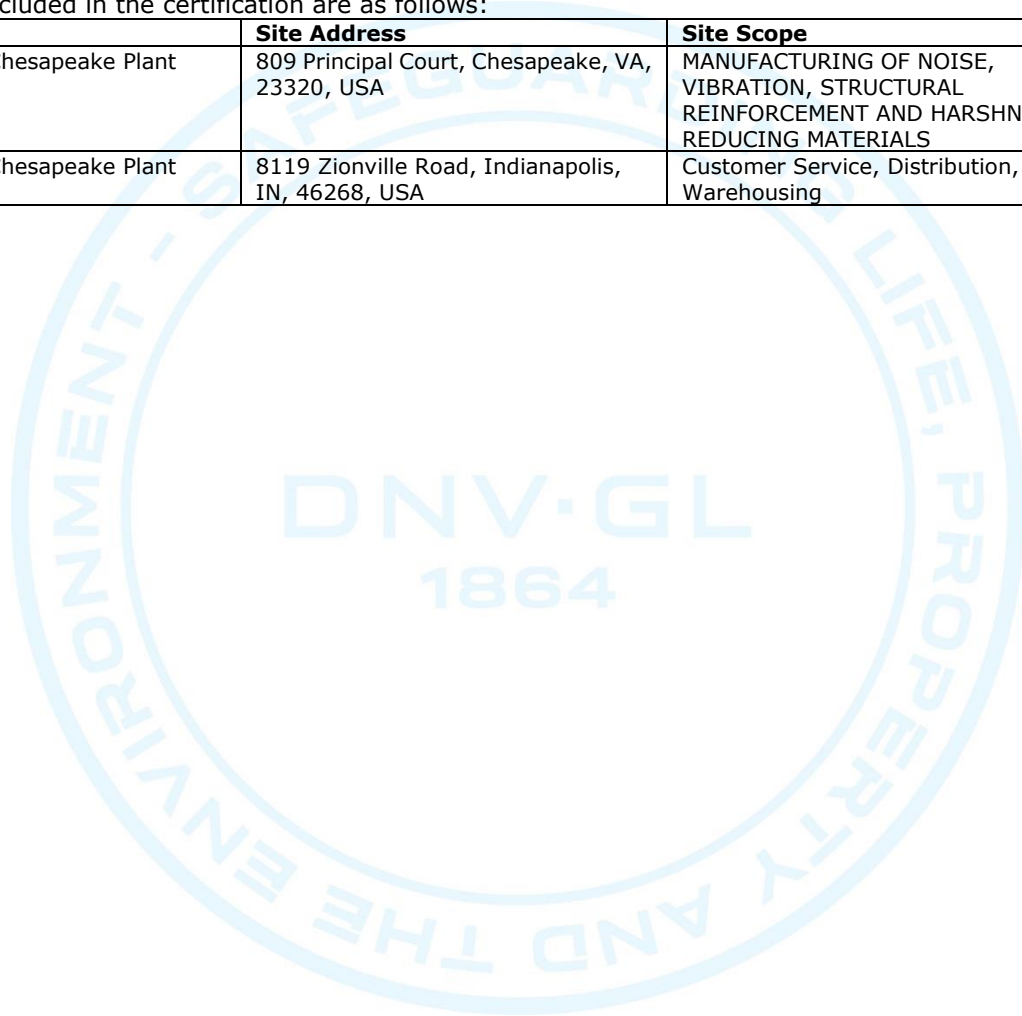 cluded in the certification are as follows:
Site Address Site Scope
Chesapeake Plant 809 Principal Court, Chesapeake, VA, MANUFACTURING OF NOISE,
23320, USA VIBRATION, STRUCTURAL
REINFORCEMENT AND HARSHN
REDUCING MATERIALS
Chesapeake Plant 8119 Zionville Road, Indianapolis, Customer Service, Distribution,
IN, 46268, USA Warehousing
SAFEGUARDING LIFE, PROPERTY AND THE ENVIRONMENT -
DNV·GL
1864